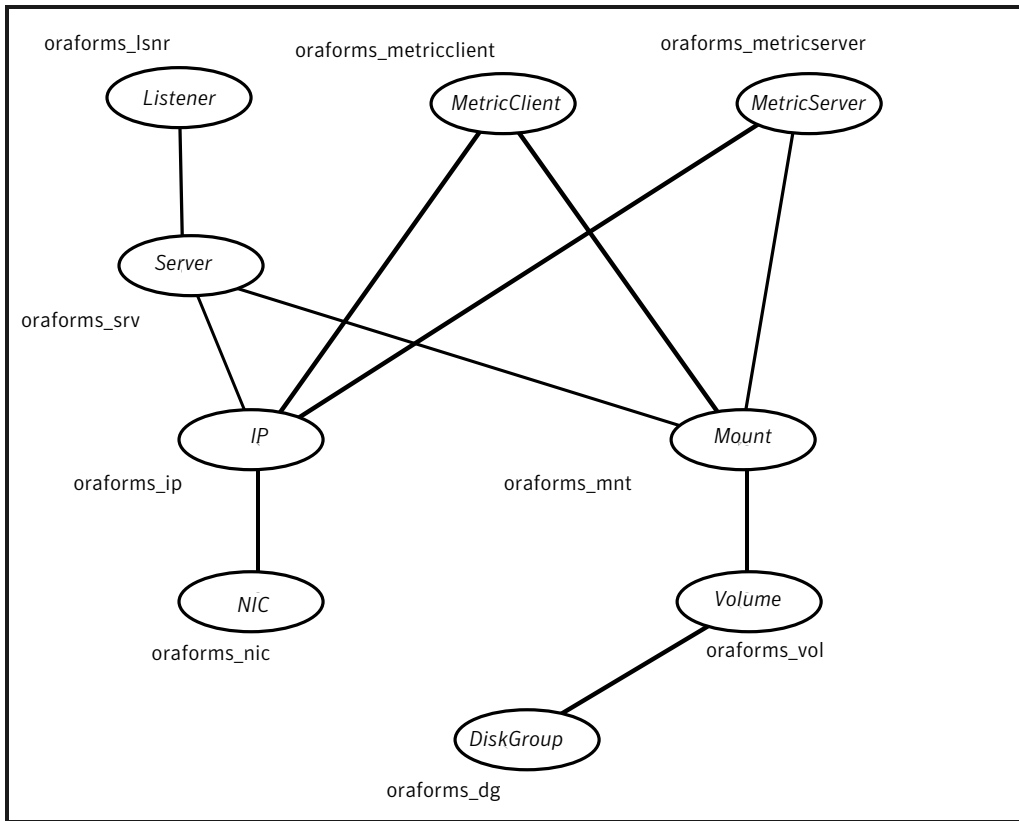 oraforms_lsnr
oraforms_metricclient
oraforms_metricserver
Listener
MetricClient
MetricServer
Server
oraforms_srv
IP
Mount
oraforms_ip
oraforms_mnt
NIC
Volume
oraforms_nic
oraforms_vol
DiskGroup
oraforms_dg